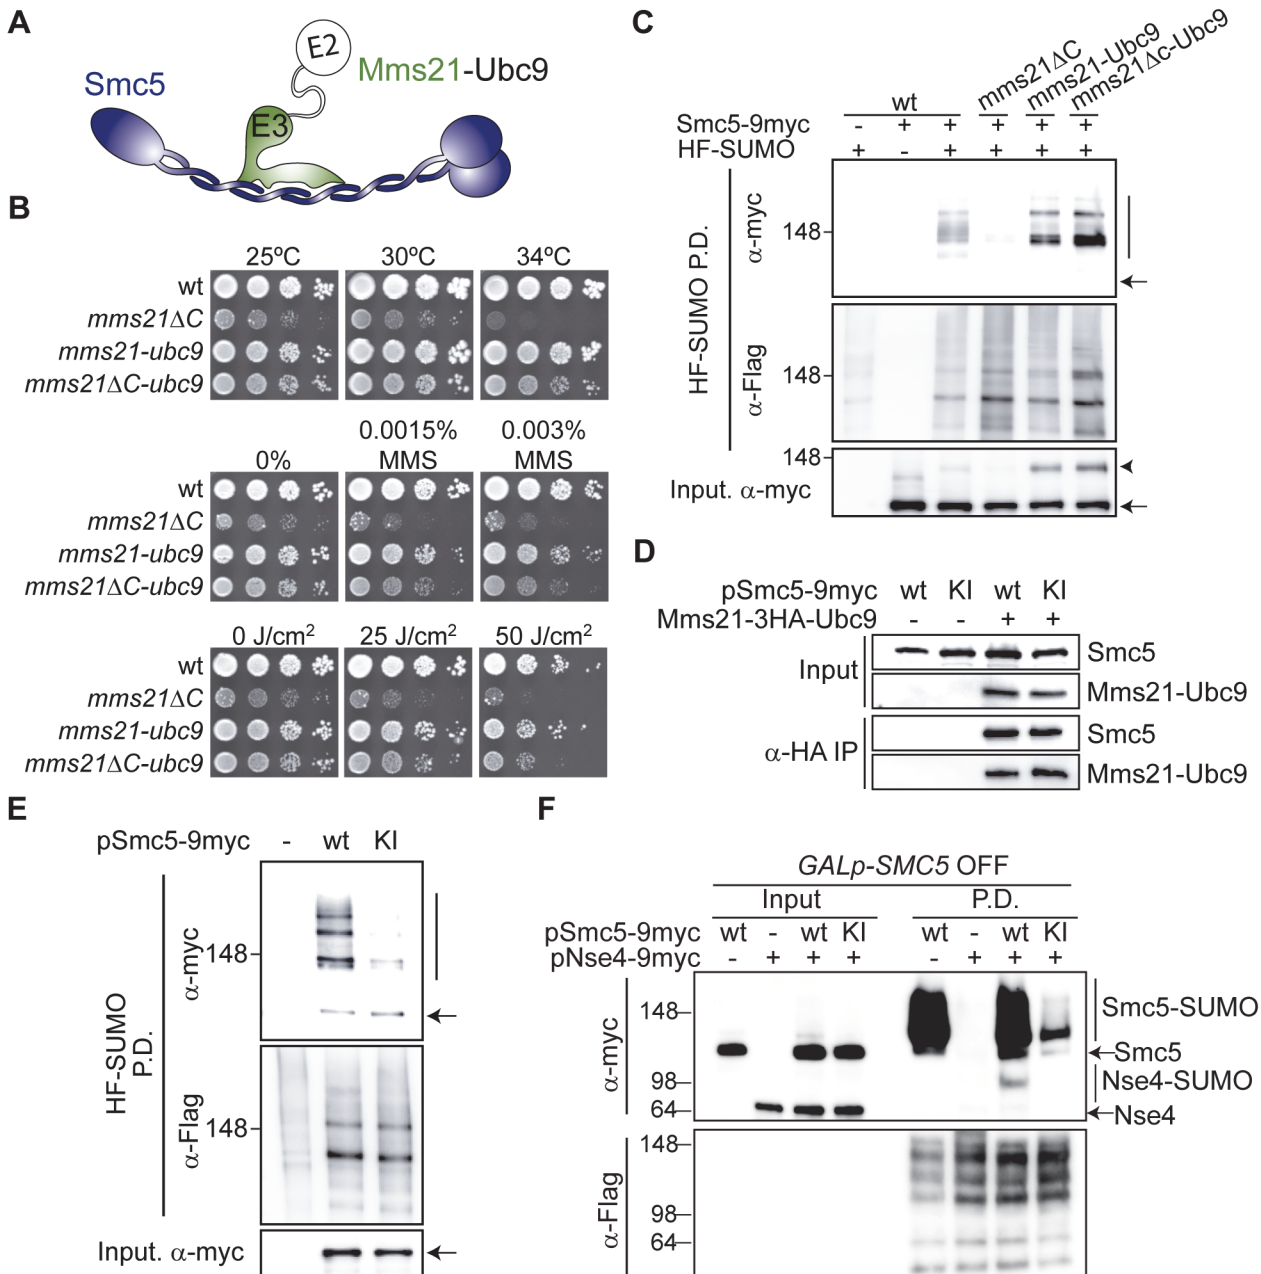 A
Smc5
E2
E3
Mms21-Ubc9
B
25ºC 30ºC 34ºC
wt
mms21ΔC
mms21-ubc9
mms21ΔC-ubc9
0% 0.0015% MMS 0.003% MMS
wt
mms21ΔC
mms21-ubc9
mms21ΔC-ubc9
0 J/cm² 25 J/cm² 50 J/cm²
wt
mms21ΔC
mms21-ubc9
mms21ΔC-ubc9
C
wt mms21ΔC mms21-Ubc9 mms21Δc-Ubc9
Smc5-9myc - + + + + +
HF-SUMO + - + + + +
HF-SUMO P.D.
α-myc
148
α-Flag
148
148
Input. α-myc
D
pSmc5-9myc wt KI wt KI
Mms21-3HA-Ubc9 - - + +
Input
Smc5
Mms21-Ubc9
α-HA IP
Smc5
Mms21-Ubc9
E
pSmc5-9myc - wt KI
HF-SUMO P.D.
α-myc
148
α-Flag
148
Input. α-myc
F
GALp-SMC5 OFF
Input P.D.
pSmc5-9myc wt - wt KI wt - wt KI
pNse4-9myc - + + + - + + +
α-myc
148
98
64
Smc5-SUMO
Smc5
Nse4-SUMO
Nse4
α-Flag
148
98
64